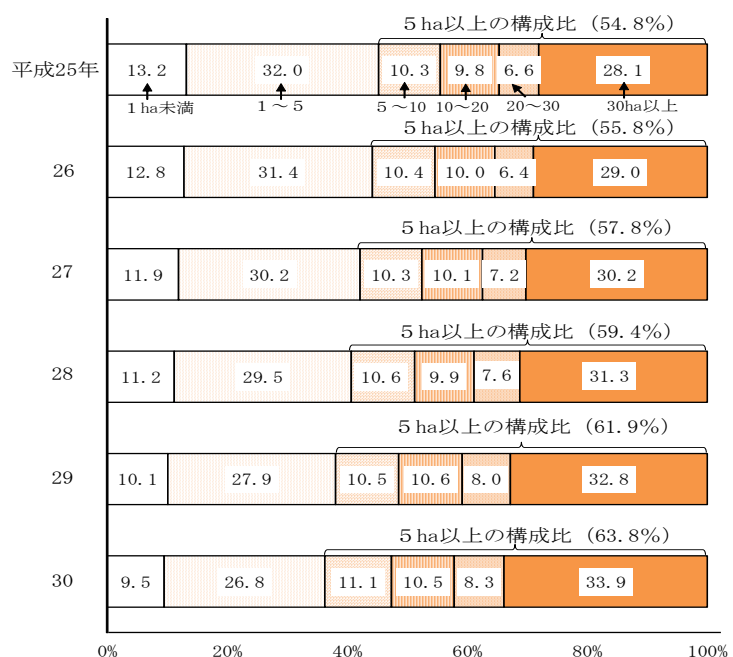 5ha以上の構成比 (54.8%)
平成25年 13.2 32.0 10.3 9.8 6.6 28.1
1ha未満 1～5 5～10 10～20 20～30 30ha以上
5ha以上の構成比 (55.8%)
26 12.8 31.4 10.4 10.0 6.4 29.0
5ha以上の構成比 (57.8%)
27 11.9 30.2 10.3 10.1 7.2 30.2
5ha以上の構成比 (59.4%)
28 11.2 29.5 10.6 9.9 7.6 31.3
5ha以上の構成比 (61.9%)
29 10.1 27.9 10.5 10.6 8.0 32.8
5ha以上の構成比 (63.8%)
30 9.5 26.8 11.1 10.5 8.3 33.9
0% 20% 40% 60% 80% 100%